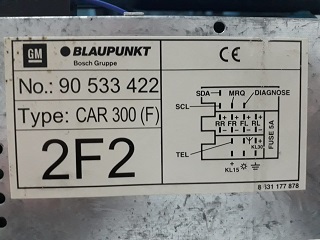 GM BLAUPUNKT
Bosch Gruppe
No.: 90 533 422
Type: CAR 300 (F)
2F2
CE
SDA MRQ DIAGNOSE
SCL
+ + + +
RR FR FL RL
- - - -
TEL
KL30
FUSE 5A
+
KL15
8 631 177 878